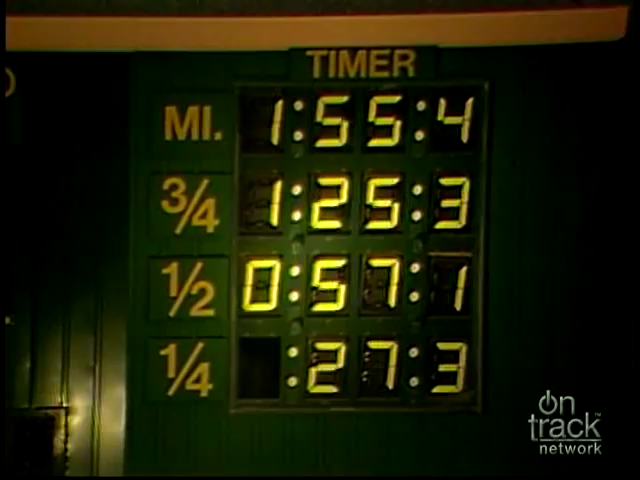 TIMER
MI. 1:55:4
3/4 1:25:3
1/2 0:57:1
1/4 :27:3
on
track™
network